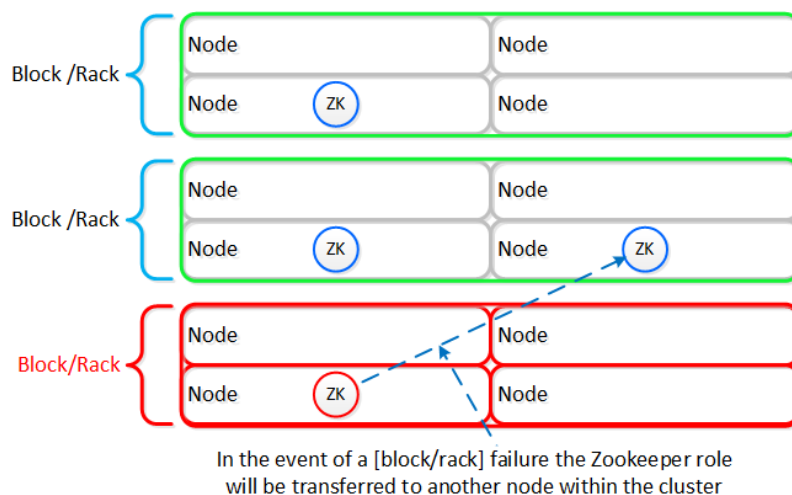 Node Node
Block /Rack
Node ZK Node
Node Node
Block /Rack
Node ZK Node ZK
Node Node
Block/Rack
Node ZK Node
In the event of a [block/rack] failure the Zookeeper role
will be transferred to another node within the cluster